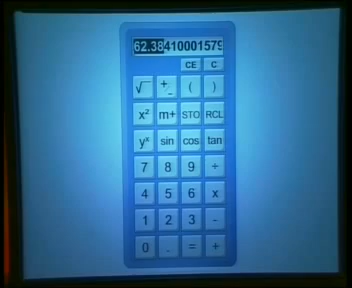 62.38410001579
CE C
√ +- ( )
x² m+ STO RCL
yˣ sin cos tan
7 8 9 ÷
4 5 6 x
1 2 3 -
0 . = +